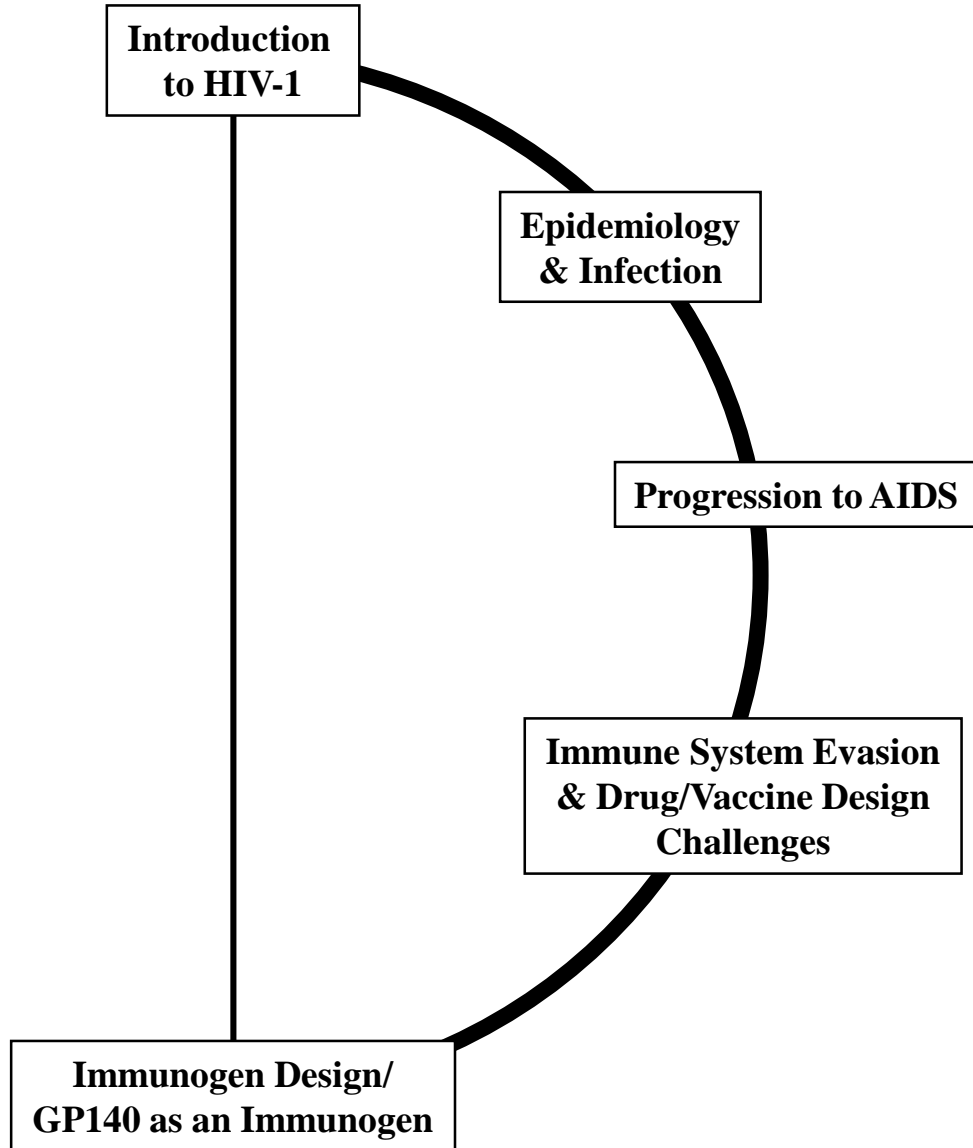 Introduction
to HIV-1
Epidemiology
& Infection
Progression to AIDS
Immune System Evasion
& Drug/Vaccine Design
Challenges
Immunogen Design/
GP140 as an Immunogen